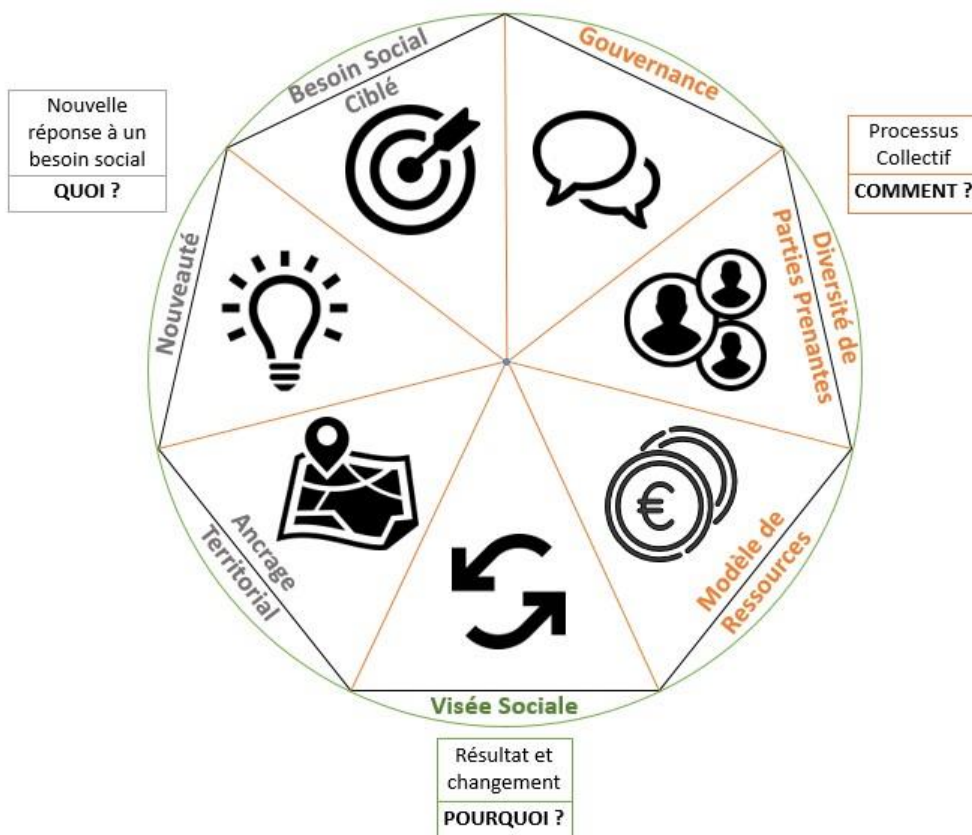 Besoin Social
Ciblé
Gouvernance
Nouvelle
réponse à un
besoin social
QUOI ?
Processus
Collectif
COMMENT ?
Nouveauté
Diversité de
Parties Prenantes
€
Ancrage
Territorial
Modèle de
Ressources
Visée Sociale
Résultat et
changement
POURQUOI ?